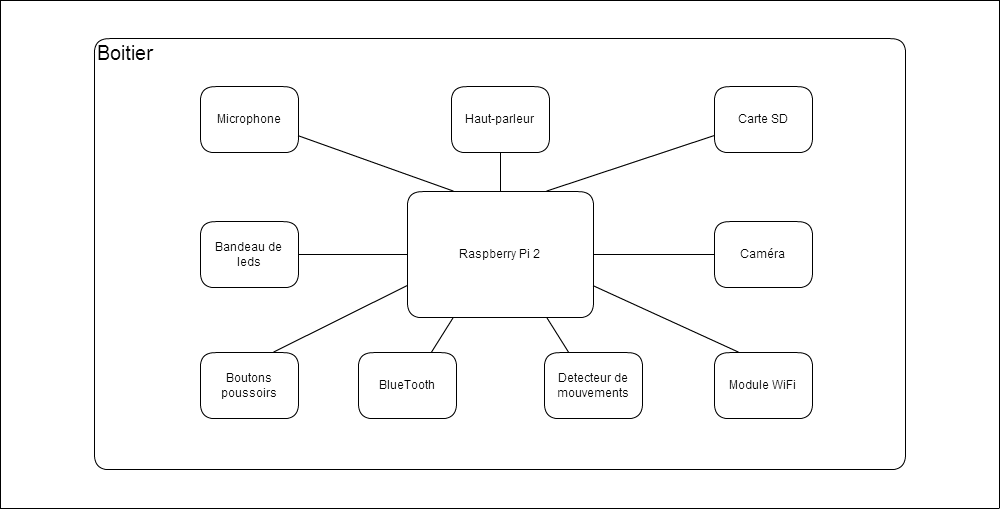 Boitier
Microphone
Haut-parleur
Carte SD
Bandeau de
leds
Raspberry Pi 2
Caméra
Boutons
poussoirs
BlueTooth
Detecteur de
mouvements
Module WiFi